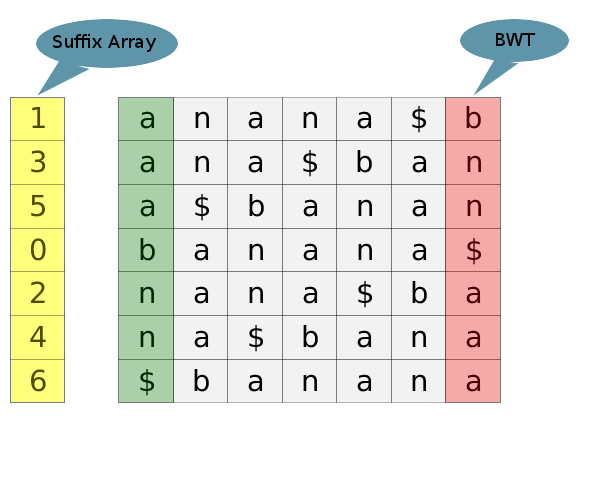 Suffix Array BWT
1 a n a n a $ b
3 a n a $ b a n
5 a $ b a n a n
0 b a n a n a $
2 n a n a $ b a
4 n a $ b a n a
6 $ b a n a n a